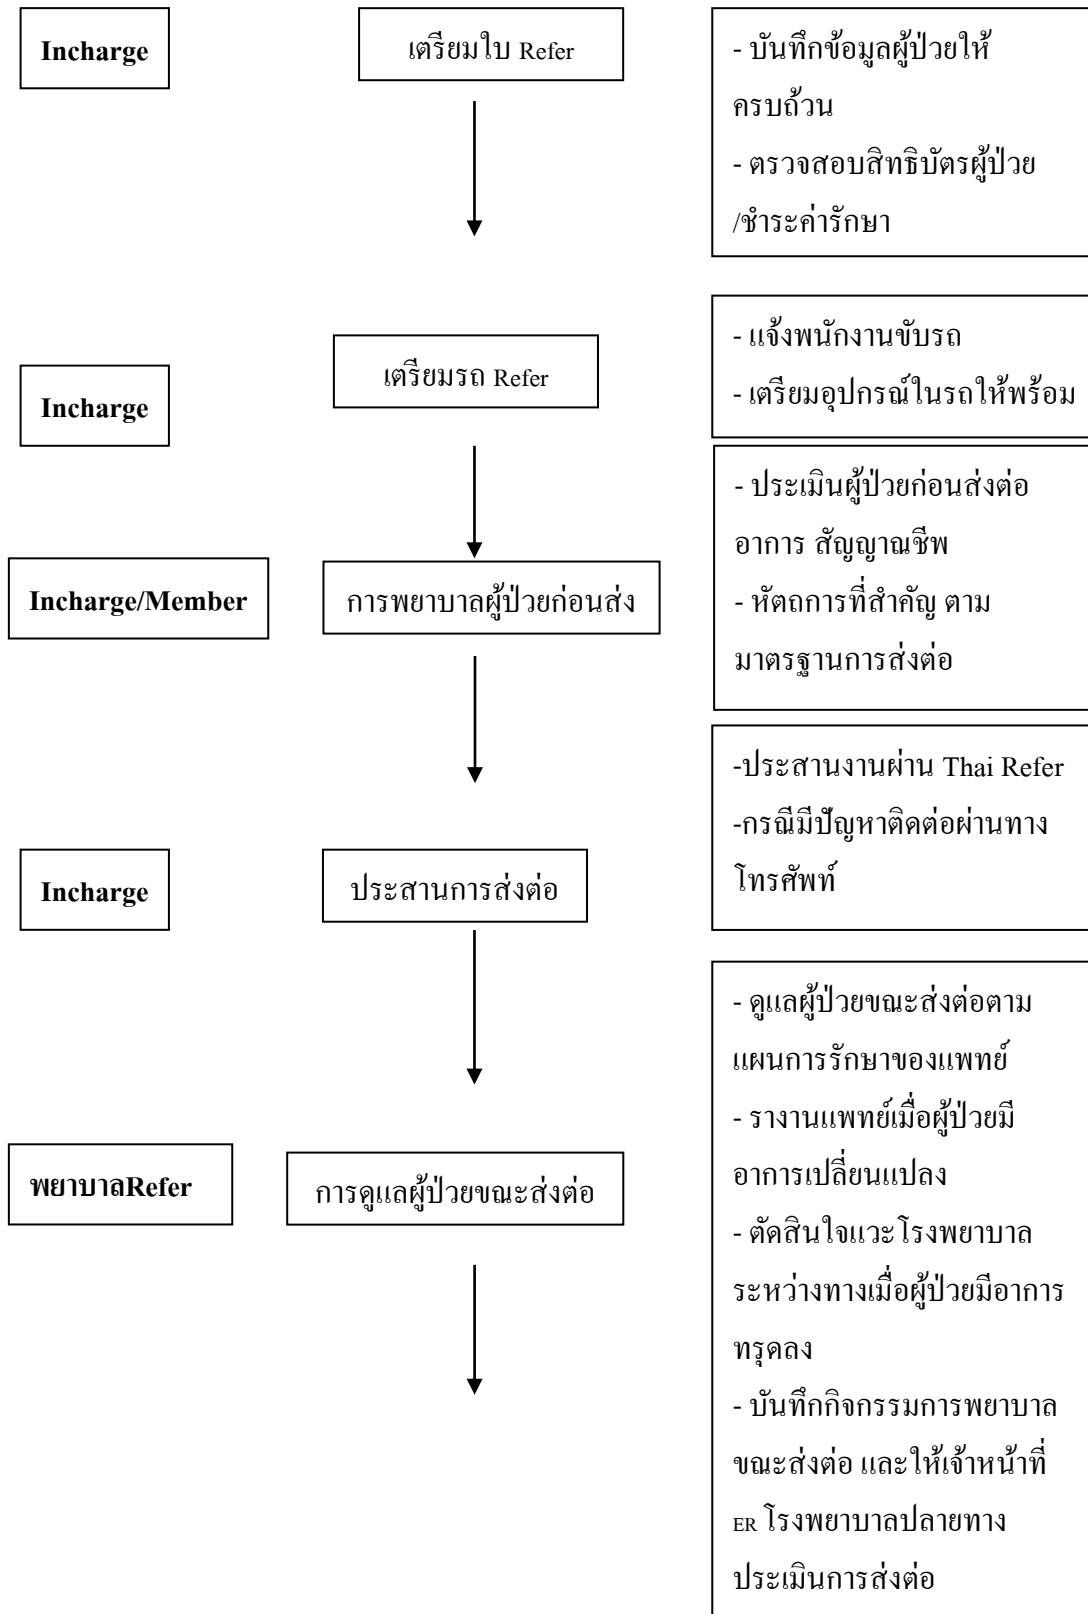 Incharge
เตรียมใบ Refer
- บันทึกข้อมูลผู้ป่วยให้
ครบถ้วน
- ตรวจสอบสิทธิบัตรผู้ป่วย
/ชำระค่ารักษา
Incharge
เตรียมรถ Refer
- แจ้งพนักงานขับรถ
- เตรียมอุปกรณ์ในรถให้พร้อม
Incharge/Member
การพยาบาลผู้ป่วยก่อนส่ง
- ประเมินผู้ป่วยก่อนส่งต่อ
อาการ สัญญาณชีพ
- หัตถการที่สำคัญ ตาม
มาตรฐานการส่งต่อ
Incharge
ประสานการส่งต่อ
-ประสานงานผ่าน Thai Refer
-กรณีมีปัญหาติดต่อผ่านทาง
โทรศัพท์
พยาบาลRefer
การดูแลผู้ป่วยขณะส่งต่อ
- ดูแลผู้ป่วยขณะส่งต่อตาม
แผนการรักษาของแพทย์
- รางานแพทย์เมื่อผู้ป่วยมี
อาการเปลี่ยนแปลง
- ตัดสินใจแวะโรงพยาบาล
ระหว่างทางเมื่อผู้ป่วยมีอาการ
ทรุดลง
- บันทึกกิจกรรมการพยาบาล
ขณะส่งต่อ และให้เจ้าหน้าที่
ER โรงพยาบาลปลายทาง
ประเมินการส่งต่อ